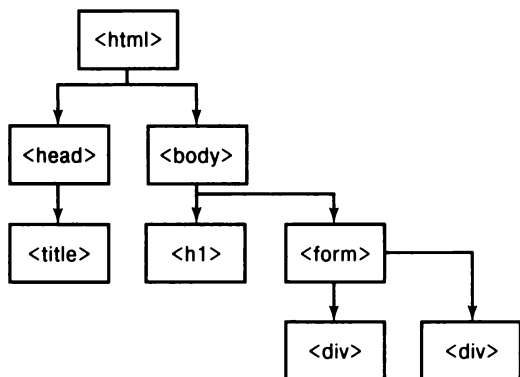 <html>
<head> <body>
<title> <h1> <form>
<div> <div>